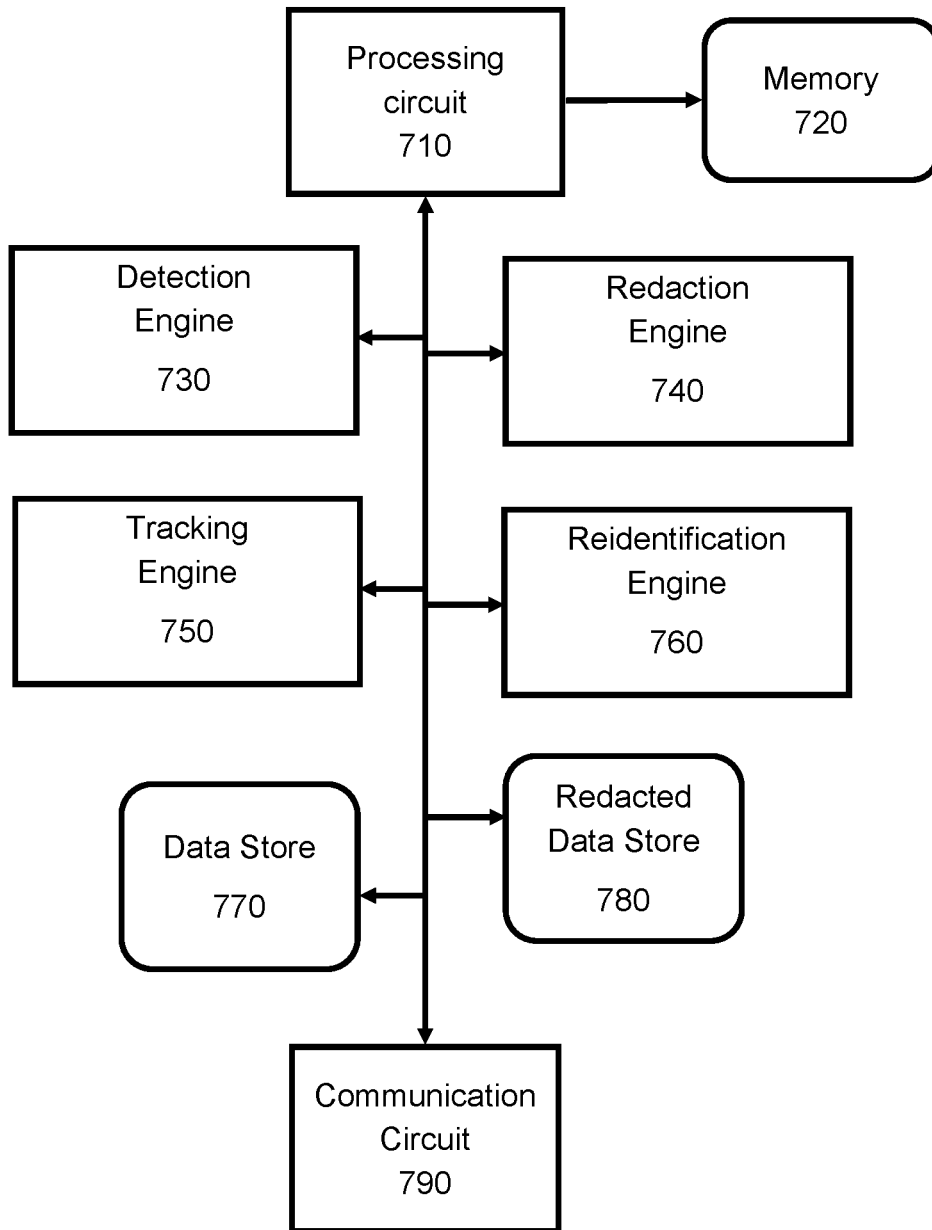 Processing
circuit
710
Memory
720
Detection
Engine
730
Redaction
Engine
740
Tracking
Engine
750
Reidentification
Engine
760
Data Store
770
Redacted
Data Store
780
Communication
Circuit
790